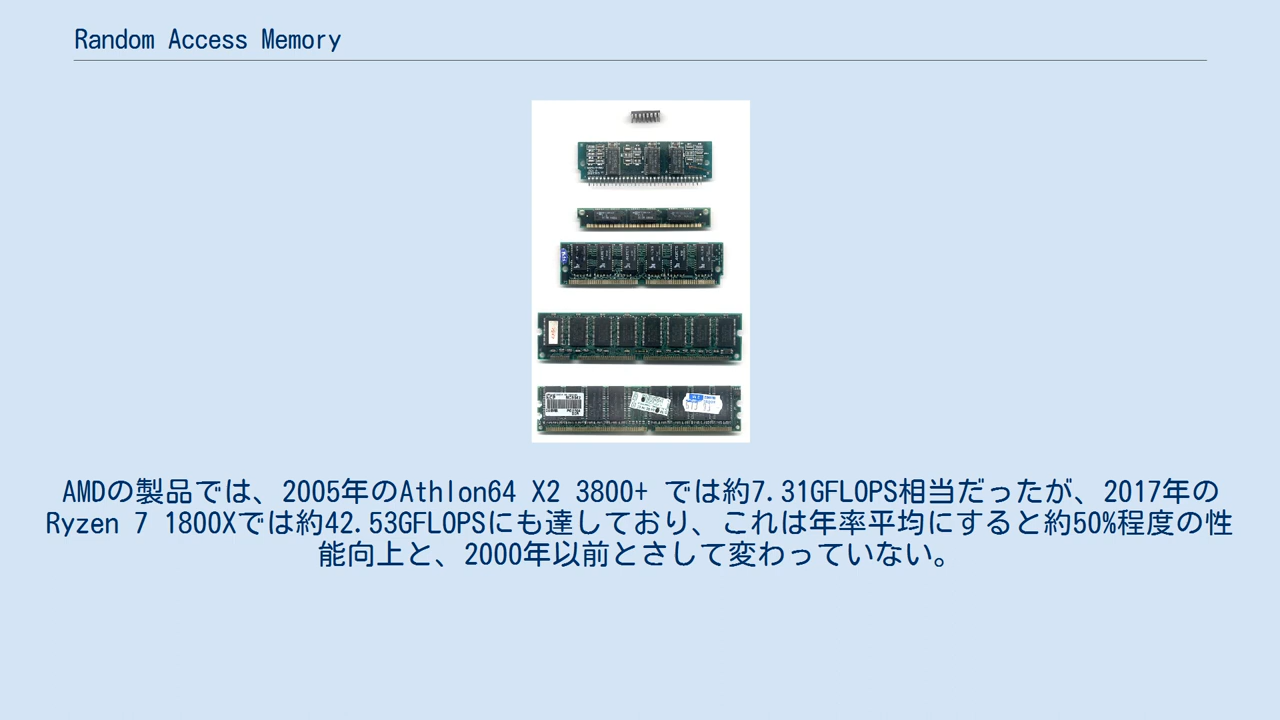 Random Access Memory
AMDの製品では、2005年のAthlon64 X2 3800+ では約7.31GFLOPS相当だったが、2017年の
Ryzen 7 1800Xでは約42.53GFLOPSにも達しており、これは年率平均にすると約50%程度の性
能向上と、2000年以前とさして変わっていない。